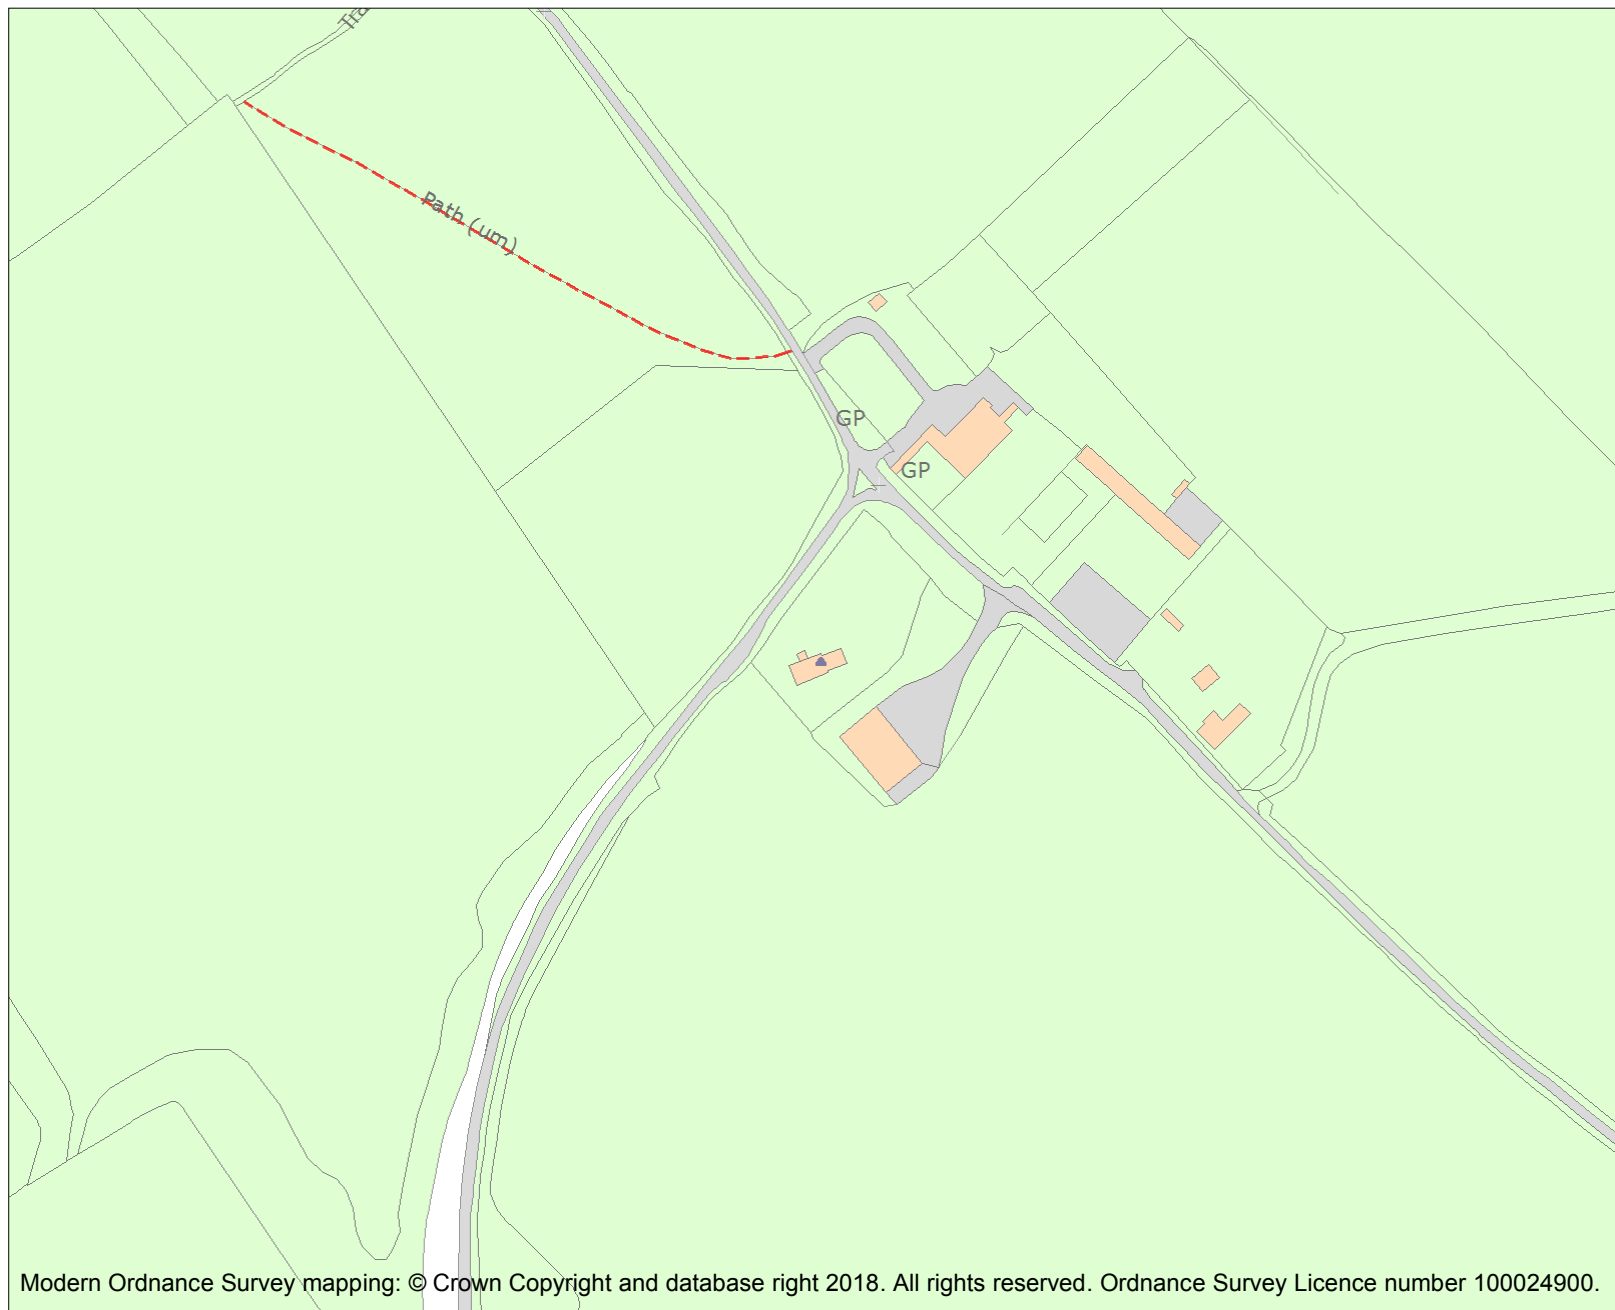 Path (um)
GP
GP
Modern Ordnance Survey mapping: © Crown Copyright and database right 2018. All rights reserved. Ordnance Survey Licence number 100024900.